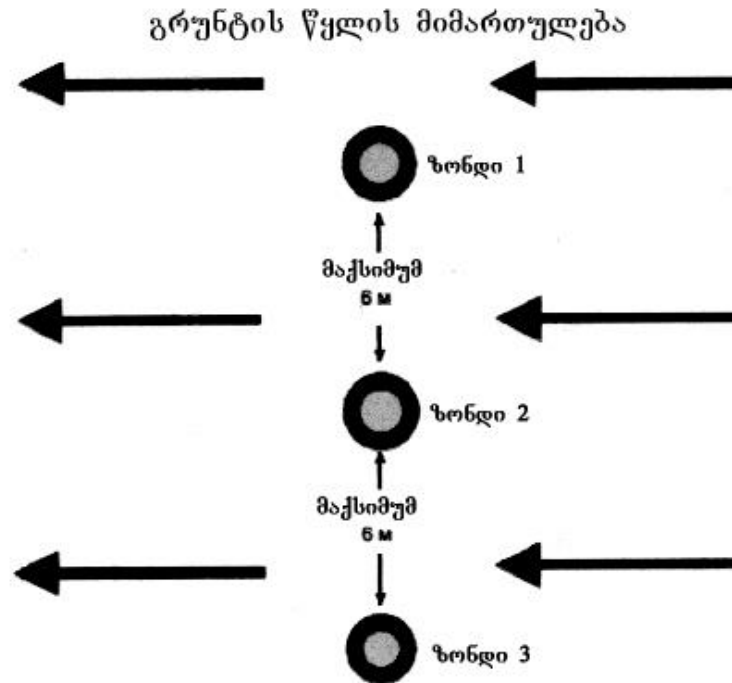 გრუნტის წყლის მიმართულება
ზონდი 1
მაქსიმუმ
6 м
ზონდი 2
მაქსიმუმ
6 м
ზონდი 3